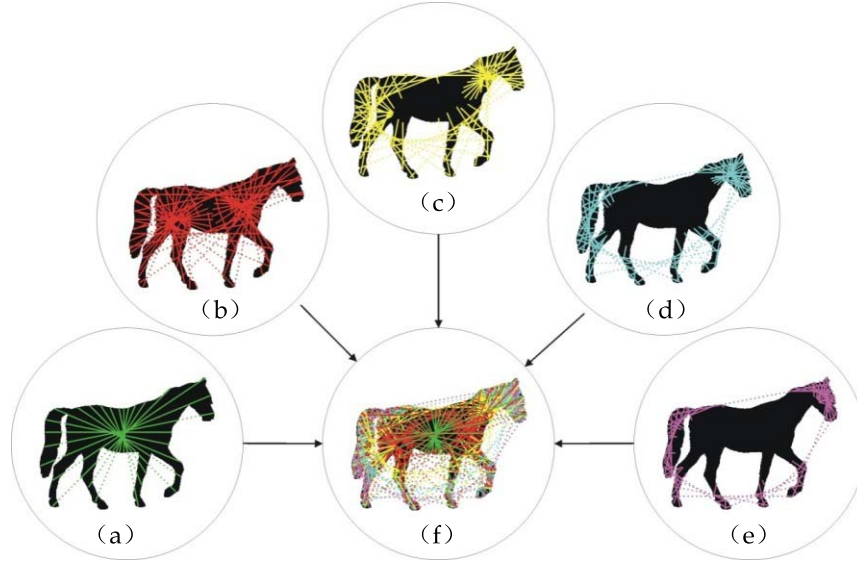 （c）
（b）
（d）
（a）
（f）
（e）